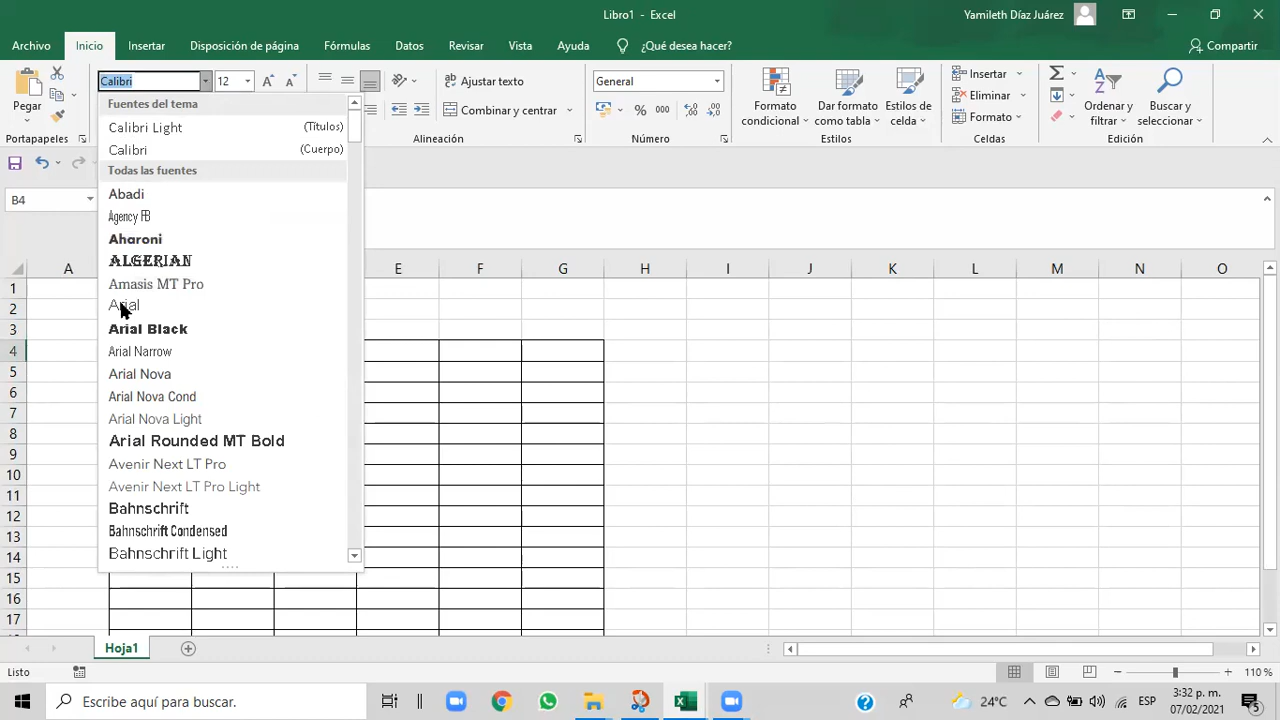 Libro1 - Excel
Yamileth Díaz Juárez
Archivo Inicio Insertar Disposición de página Fórmulas Datos Revisar Vista Ayuda ¿Qué desea hacer? Compartir
Pegar
Portapapeles
Calibri 12
Ajustar texto
Combinar y centrar
Alineación
General
% 000
Número
Formato condicional
Dar formato como tabla
Estilos de celda
Estilos
Insertar
Eliminar
Formato
Celdas
Ordenar y filtrar
Buscar y seleccionar
Edición
Fuentes del tema
Calibri Light (Títulos)
Calibri (Cuerpo)
Todas las fuentes
Abadi
Agency FB
Aharoni
ALGERIAN
Amasis MT Pro
Arial
Arial Black
Arial Narrow
Arial Nova
Arial Nova Cond
Arial Nova Light
Arial Rounded MT Bold
Avenir Next LT Pro
Avenir Next LT Pro Light
Bahnschrift
Bahnschrift Condensed
Bahnschrift Light
B4
A E F G H I J K L M N O
1
2
3
4
5
6
7
8
9
10
11
12
13
14
15
16
17
Hoja1
Listo
110 %
Escribe aquí para buscar.
24°C
ESP
3:32 p. m.
07/02/2021
5